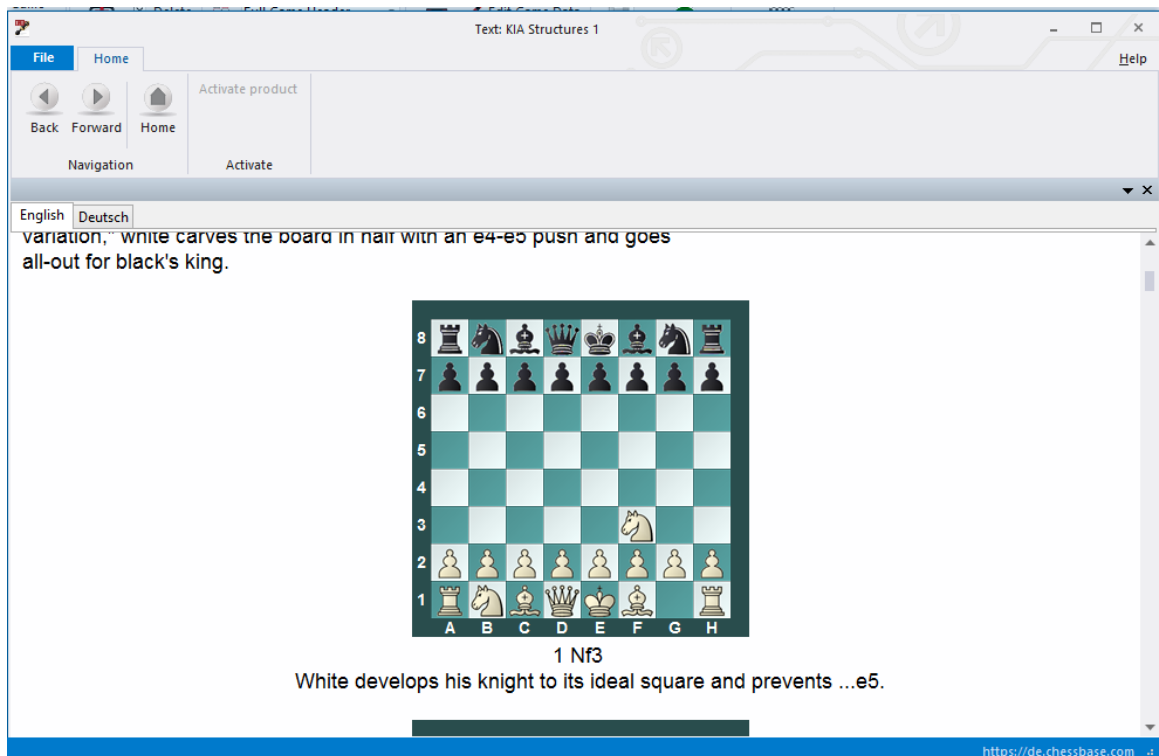 Text: KIA Structures 1
File Home Help
Activate product
Back Forward Home
Navigation Activate
English Deutsch
variation," white carves the board in half with an e4-e5 push and goes
all-out for black's king.
8
7
6
5
4
3
2
1
A B C D E F G H
1 Nf3
White develops his knight to its ideal square and prevents ...e5.
https://de.chessbase.com